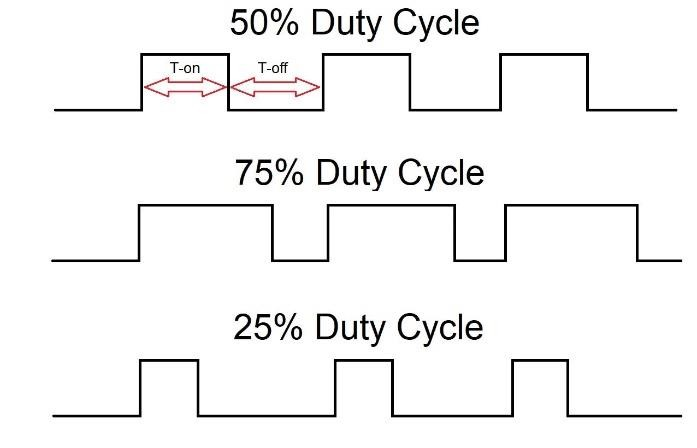 50% Duty Cycle
T-on T-off
75% Duty Cycle
25% Duty Cycle